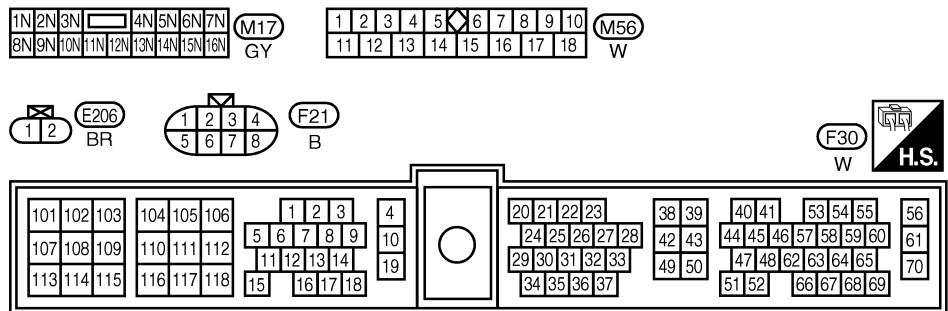 1N 2N 3N 4N 5N 6N 7N
8N 9N 10N 11N 12N 13N 14N 15N 16N
M17
GY
1 2 3 4 5 6 7 8 9 10
11 12 13 14 15 16 17 18
M56
W
1 2
E206
BR
1 2 3 4
5 6 7 8
F21
B
F30
W
H.S.
101 102 103 104 105 106 1 2 3 4 20 21 22 23 38 39 40 41 53 54 55 56
5 6 7 8 9 24 25 26 27 28 44 45 46 57 58 59 60
107 108 109 110 111 112 10 42 43 61
11 12 13 14 29 30 31 32 33 47 48 62 63 64 65
113 114 115 116 117 118 19 49 50 70
15 16 17 18 34 35 36 37 51 52 66 67 68 69